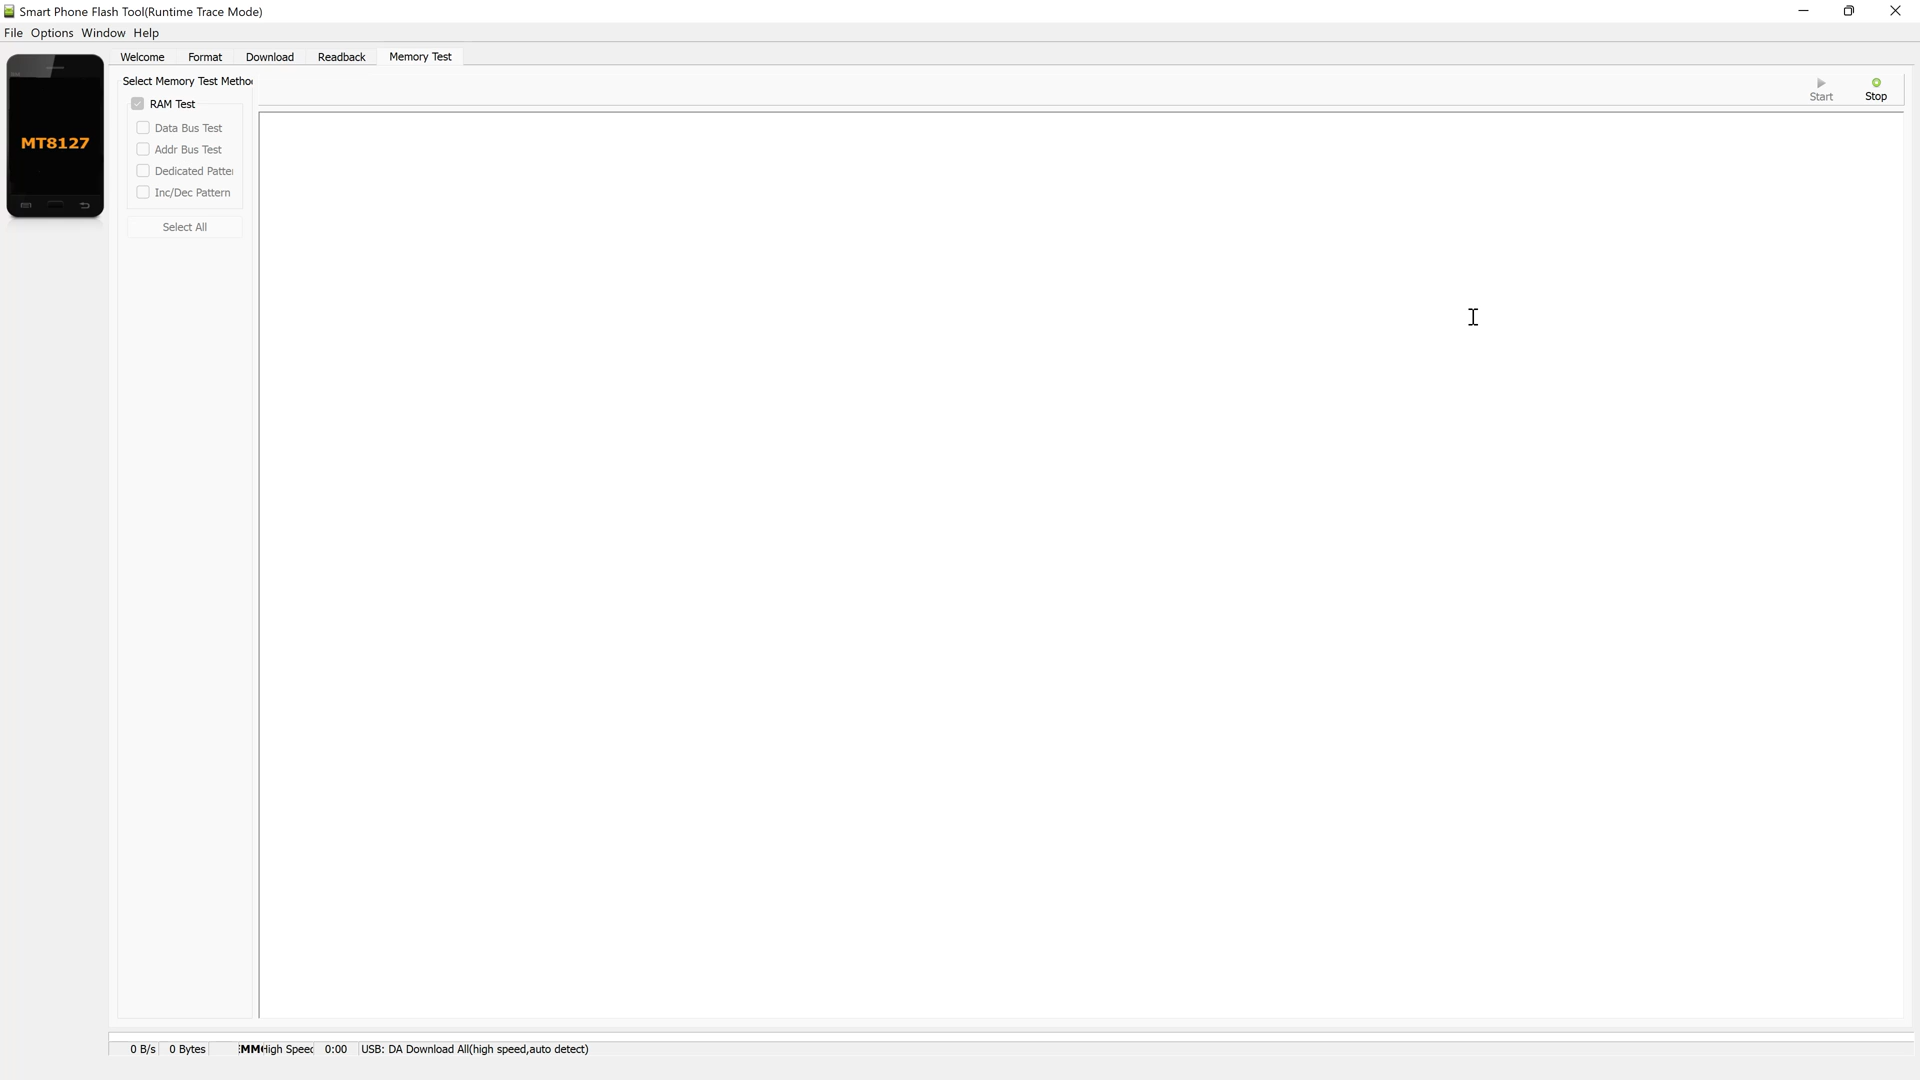 Smart Phone Flash Tool(Runtime Trace Mode)
File Options Window Help
Welcome Format Download Readback Memory Test
Select Memory Test Metho
Start Stop
RAM Test
Data Bus Test
Addr Bus Test
Dedicated Patter
Inc/Dec Pattern
Select All
MT8127
0 B/s 0 Bytes High Speed 0:00 USB: DA Download All(high speed,auto detect)